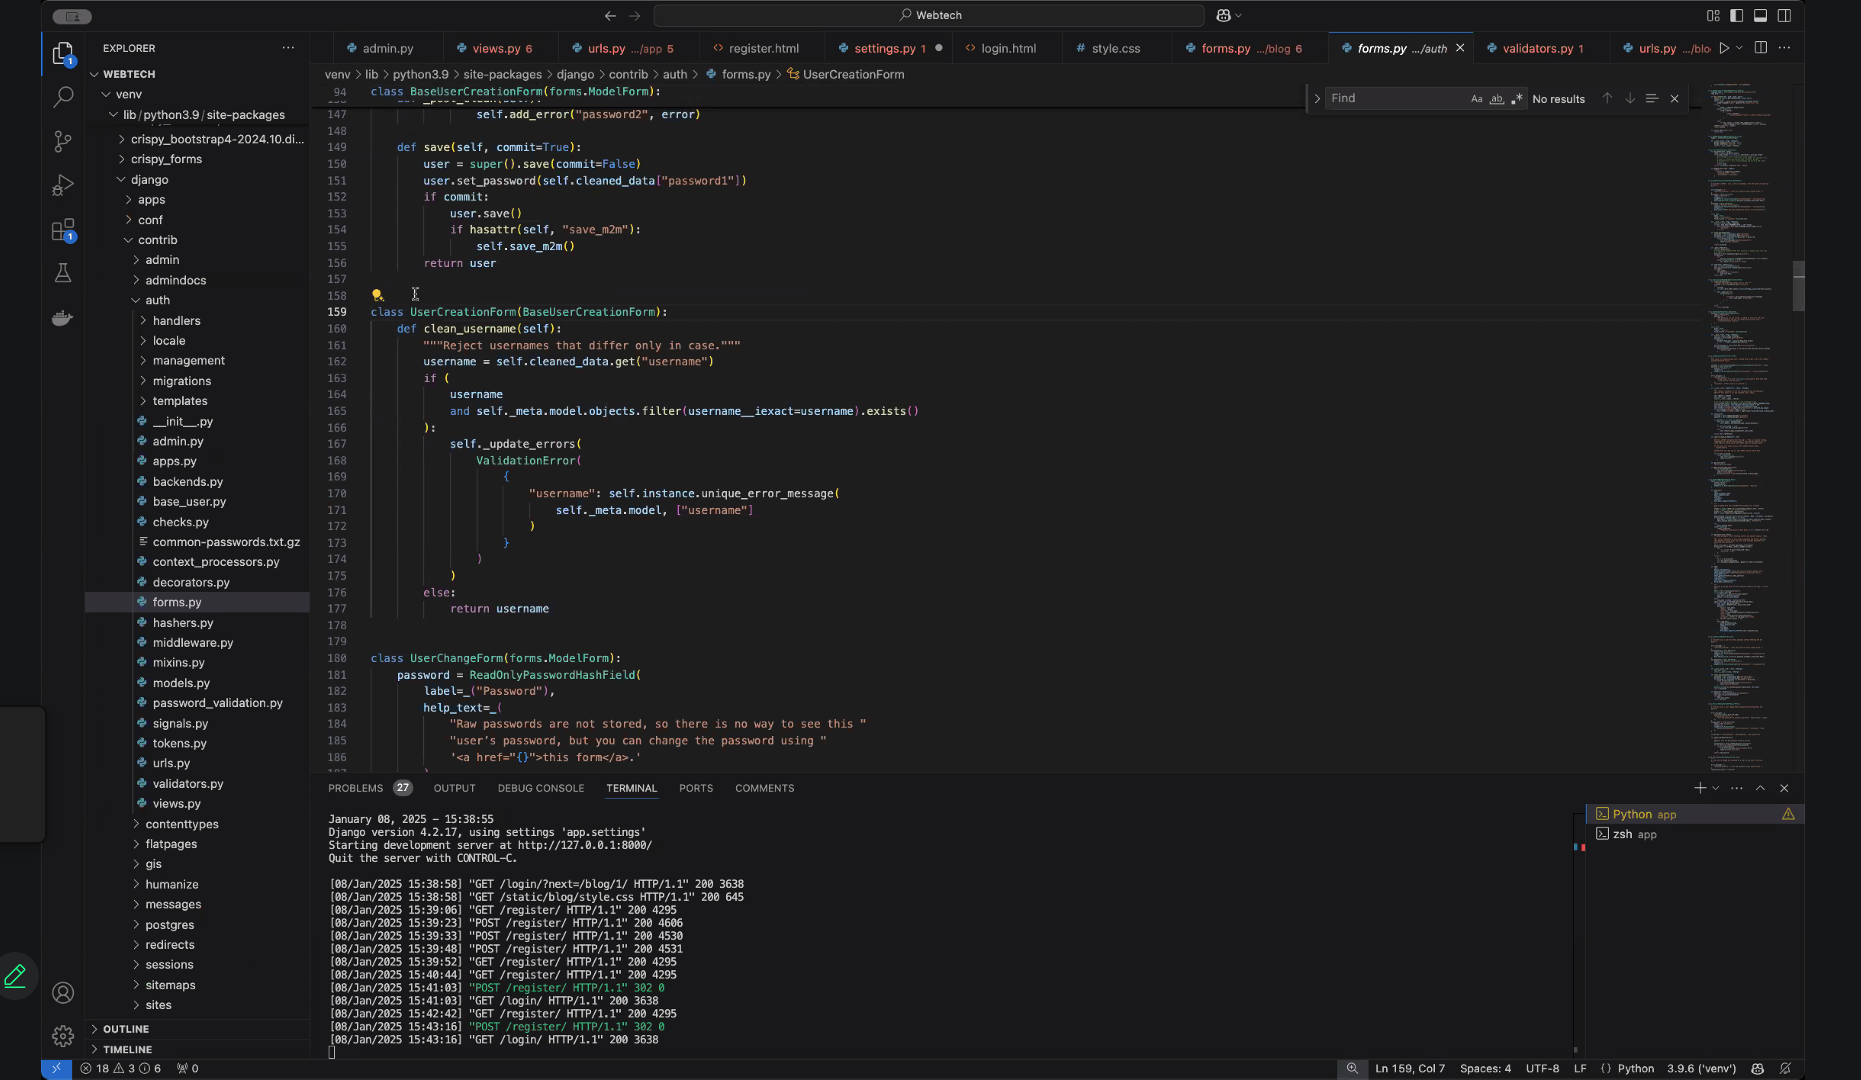 Webtech
EXPLORER
admin.py
views.py 6
urls.py .../app 5
register.html
settings.py 1
login.html
style.css
forms.py .../blog 6
forms.py .../auth
validators.py 1
urls.py .../blo
WEBTECH
venv
lib/python3.9/site-packages
crispy_bootstrap4-2024.10.di...
crispy_forms
django
apps
conf
contrib
admin
admindocs
auth
handlers
locale
management
migrations
templates
__init__.py
admin.py
apps.py
backends.py
base_user.py
checks.py
common-passwords.txt.gz
context_processors.py
decorators.py
forms.py
hashers.py
middleware.py
mixins.py
models.py
password_validation.py
signals.py
tokens.py
urls.py
validators.py
views.py
contenttypes
flatpages
gis
humanize
messages
postgres
redirects
sessions
sitemaps
sites
OUTLINE
TIMELINE
venv > lib > python3.9 > site-packages > django > contrib > auth > forms.py > UserCreationForm
Find
Aa ab .* No results
94 class BaseUserCreationForm(forms.ModelForm):
def _post_clean(self):
147 self.add_error("password2", error)
148
149 def save(self, commit=True):
150 user = super().save(commit=False)
151 user.set_password(self.cleaned_data["password1"])
152 if commit:
153 user.save()
154 if hasattr(self, "save_m2m"):
155 self.save_m2m()
156 return user
157
158
159 class UserCreationForm(BaseUserCreationForm):
160 def clean_username(self):
161 """Reject usernames that differ only in case."""
162 username = self.cleaned_data.get("username")
163 if (
164 username
165 and self._meta.model.objects.filter(username__iexact=username).exists()
166 ):
167 self._update_errors(
168 ValidationError(
169 {
170 "username": self.instance.unique_error_message(
171 self._meta.model, ["username"]
172 )
173 }
174 )
175 )
176 else:
177 return username
178
179
180 class UserChangeForm(forms.ModelForm):
181 password = ReadOnlyPasswordHashField(
182 label=_("Password"),
183 help_text=_(
184 "Raw passwords are not stored, so there is no way to see this "
185 "user's password, but you can change the password using "
186 '<a href="{}">this form</a>.'
PROBLEMS 27 OUTPUT DEBUG CONSOLE TERMINAL PORTS COMMENTS
January 08, 2025 - 15:38:55
Django version 4.2.17, using settings 'app.settings'
Starting development server at http://127.0.0.1:8000/
Quit the server with CONTROL-C.
[08/Jan/2025 15:38:58] "GET /login/?next=/blog/1/ HTTP/1.1" 200 3638
[08/Jan/2025 15:38:58] "GET /static/blog/style.css HTTP/1.1" 200 645
[08/Jan/2025 15:39:06] "GET /register/ HTTP/1.1" 200 4295
[08/Jan/2025 15:39:23] "POST /register/ HTTP/1.1" 200 4606
[08/Jan/2025 15:39:33] "POST /register/ HTTP/1.1" 200 4530
[08/Jan/2025 15:39:48] "POST /register/ HTTP/1.1" 200 4531
[08/Jan/2025 15:39:52] "GET /register/ HTTP/1.1" 200 4295
[08/Jan/2025 15:40:44] "GET /register/ HTTP/1.1" 200 4295
[08/Jan/2025 15:41:03] "POST /register/ HTTP/1.1" 302 0
[08/Jan/2025 15:41:03] "GET /login/ HTTP/1.1" 200 3638
[08/Jan/2025 15:42:42] "GET /register/ HTTP/1.1" 200 4295
[08/Jan/2025 15:43:16] "POST /register/ HTTP/1.1" 302 0
[08/Jan/2025 15:43:16] "GET /login/ HTTP/1.1" 200 3638
Python app
zsh app
18 3 6 0
Ln 159, Col 7 Spaces: 4 UTF-8 LF { } Python 3.9.6 ('venv')